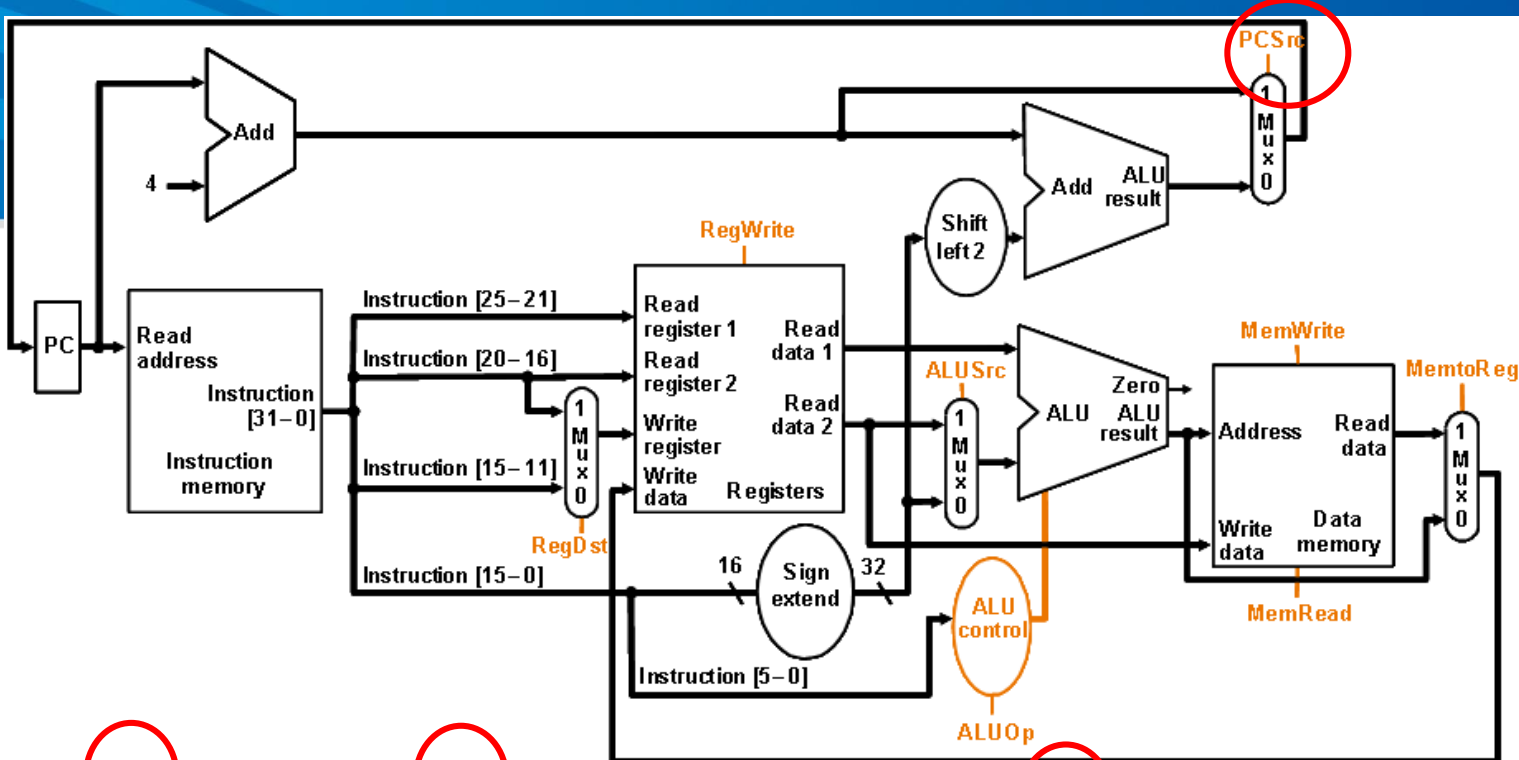 PCSrc
1
M
u
x
0
Add
4
Add
ALU
result
Shift
left 2
RegWrite
PC
Read
address
Instruction
[31–0]
Instruction
memory
Instruction [25–21]
Instruction [20–16]
Instruction [15–11]
Instruction [15–0]
Instruction [5–0]
1
M
u
x
0
RegDst
Read
register 1
Read
register 2
Write
register
Write
data
Read
data 1
Read
data 2
Registers
16
Sign
extend
32
ALUSrc
1
M
u
x
0
Zero
ALU
ALU
result
ALU
control
ALUOp
MemWrite
Address
Read
data
Write
data
Data
memory
MemRead
MemtoReg
1
M
u
x
0